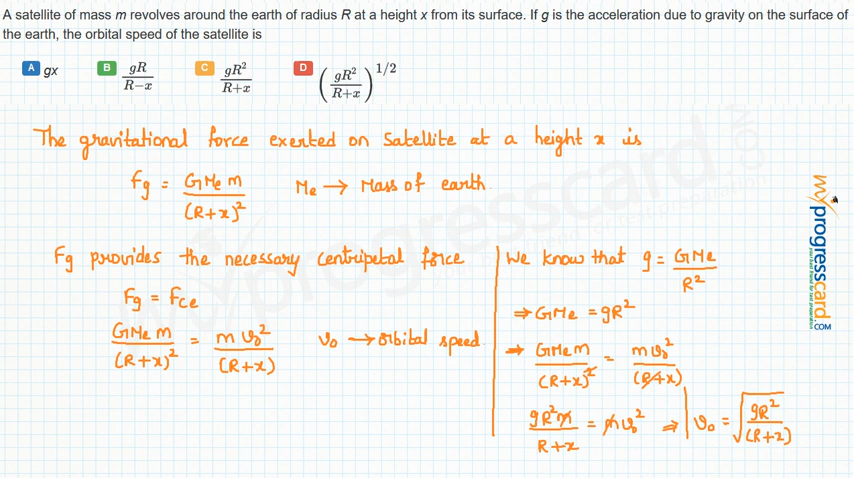 A satellite of mass m revolves around the earth of radius R at a height x from its surface. If g is the acceleration due to gravity on the surface of
the earth, the orbital speed of the satellite is
A gx B gR/(R−x) C gR²/(R+x) D (gR²/(R+x))^1/2
The gravitational force exerted on satellite at a height x is
Fg = GMe m/(R+x)² Me → Mass of earth.
Fg provides the necessary centripetal force
Fg = Fce
GMe m/(R+x)² = m v₀²/(R+x) v₀ → orbital speed.
We know that g = GMe/R²
⇒ GMe = gR²
⇒ GMe m/(R+x)² = mv₀²/(R+x)
gR²m/(R+x) = m v₀² ⇒ v₀ = √(gR²/(R+x))
myprogresscard
.COM